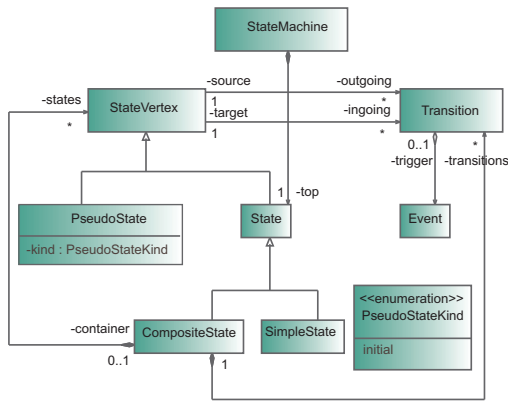 StateMachine
-source
-outgoing
-states
StateVertex
1
*
Transition
-target
-ingoing
*
1
*
0..1
*
-trigger
-transitions
1
-top
PseudoState
State
Event
-kind : PseudoStateKind
<<enumeration>>
PseudoStateKind
-container
CompositeState
SimpleState
initial
0..1
1